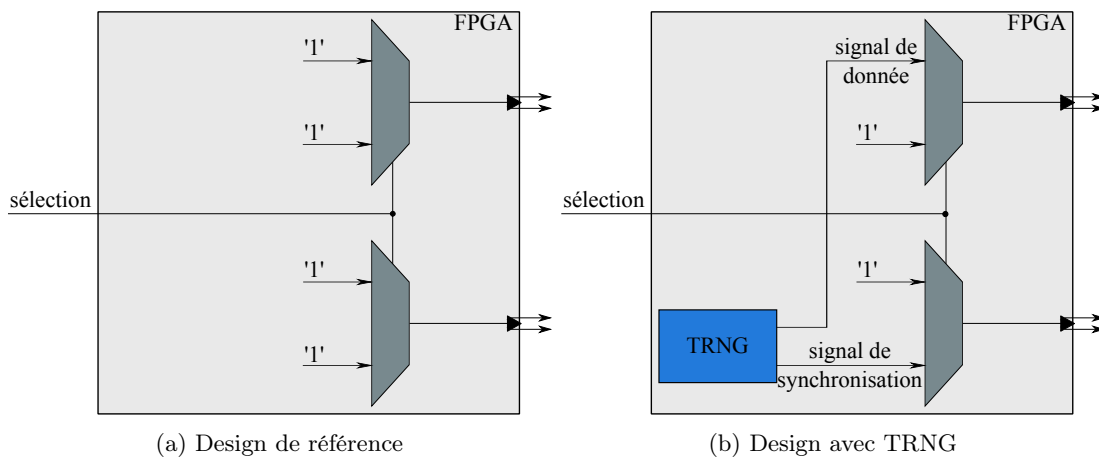 FPGA
'1'
'1'
sélection
'1'
'1'
(a) Design de référence
FPGA
signal de
donnée
'1'
sélection
'1'
TRNG
signal de
synchronisation
(b) Design avec TRNG